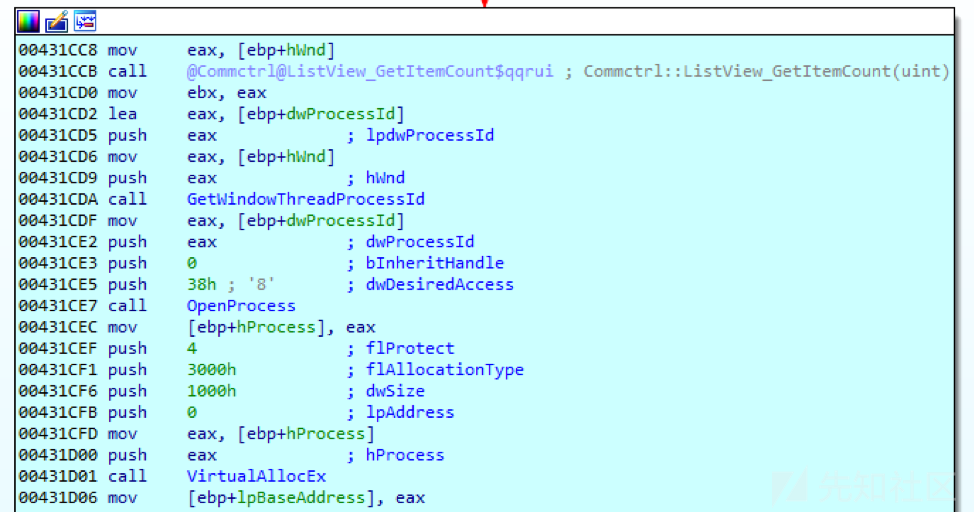 00431CC8 mov eax, [ebp+hWnd]
00431CCB call @Commctrl@ListView_GetItemCount$qqrui ; Commctrl::ListView_GetItemCount(uint)
00431CD0 mov ebx, eax
00431CD2 lea eax, [ebp+dwProcessId]
00431CD5 push eax ; lpdwProcessId
00431CD6 mov eax, [ebp+hWnd]
00431CD9 push eax ; hWnd
00431CDA call GetWindowThreadProcessId
00431CDF mov eax, [ebp+dwProcessId]
00431CE2 push eax ; dwProcessId
00431CE3 push 0 ; bInheritHandle
00431CE5 push 38h ; '8' ; dwDesiredAccess
00431CE7 call OpenProcess
00431CEC mov [ebp+hProcess], eax
00431CEF push 4 ; flProtect
00431CF1 push 3000h ; flAllocationType
00431CF6 push 1000h ; dwSize
00431CFB push 0 ; lpAddress
00431CFD mov eax, [ebp+hProcess]
00431D00 push eax ; hProcess
00431D01 call VirtualAllocEx
00431D06 mov [ebp+lpBaseAddress], eax
先知社区